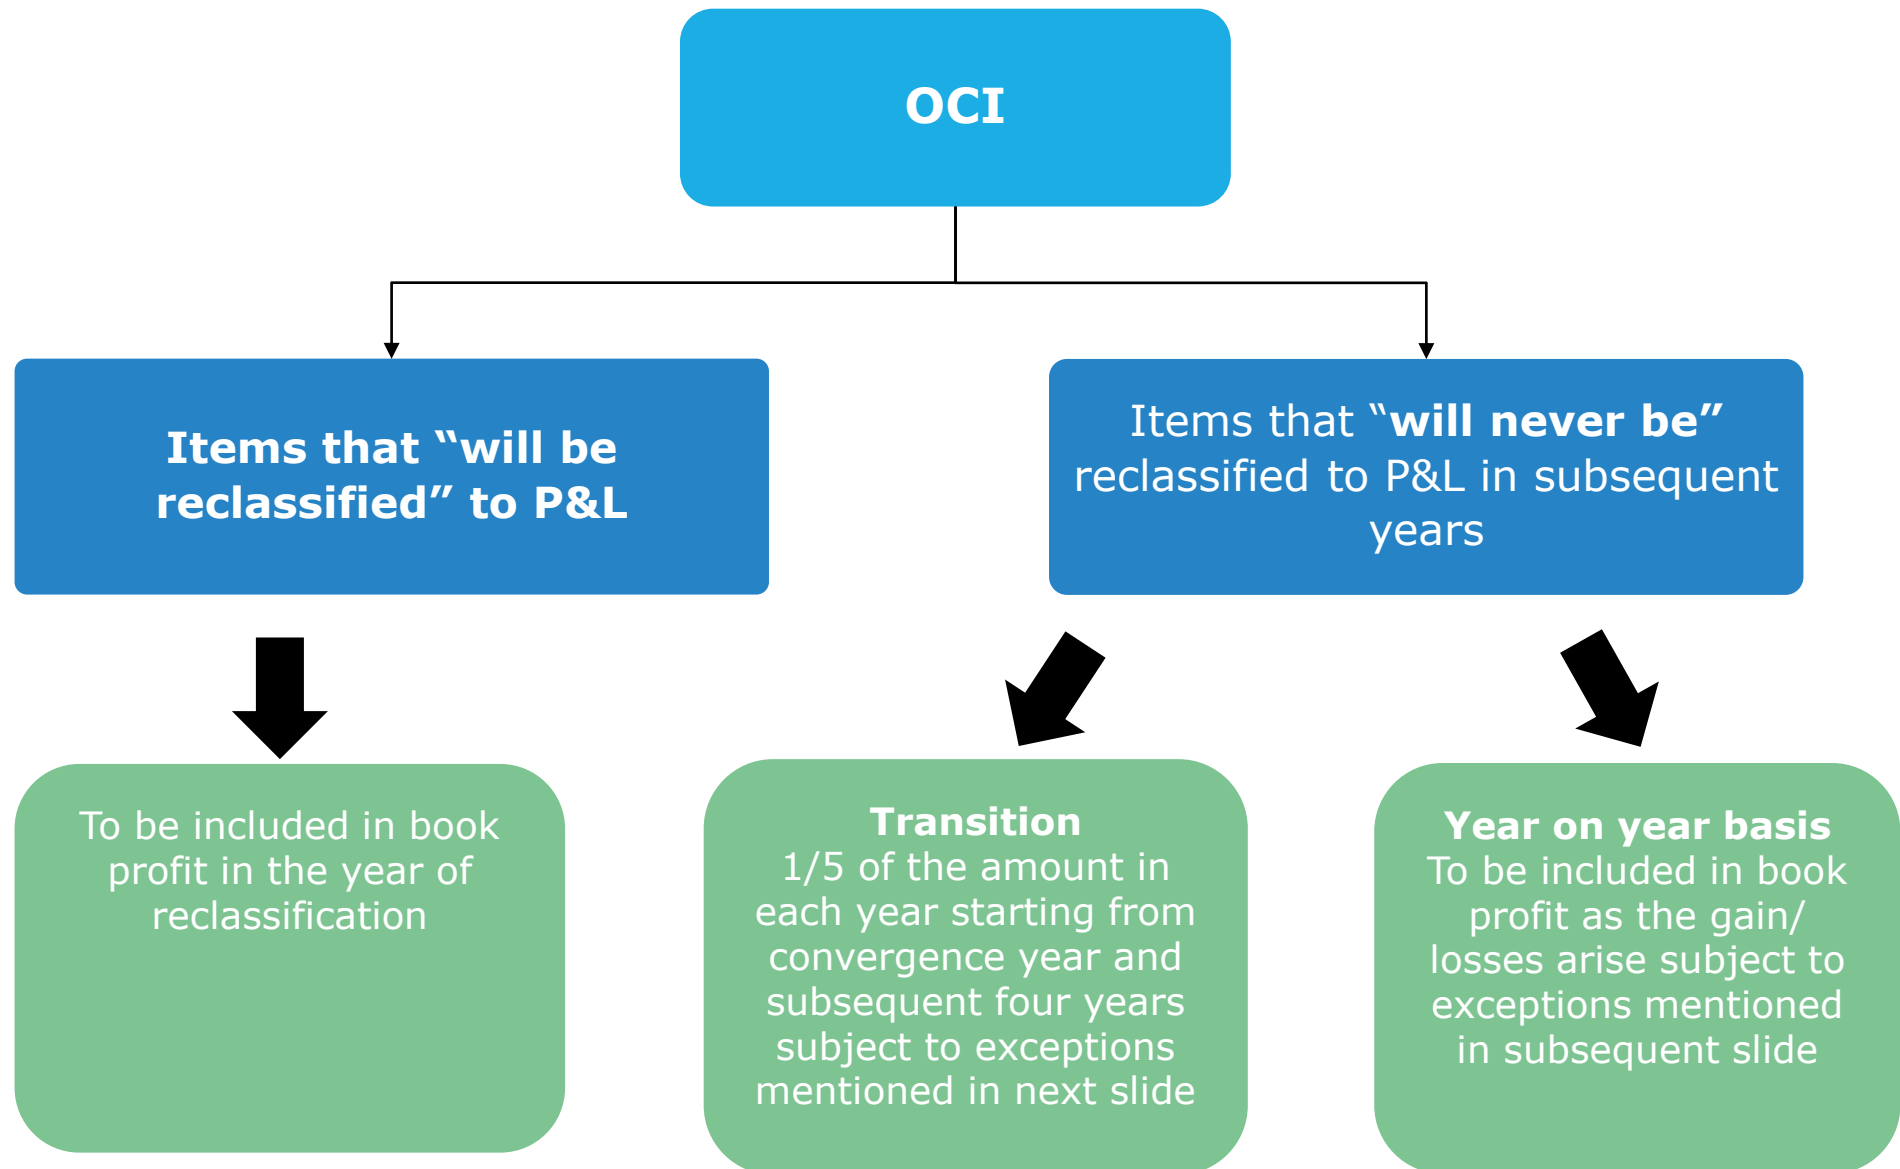 OCI
Items that “will be
reclassified” to P&L
Items that “will never be”
reclassified to P&L in subsequent
years
To be included in book
profit in the year of
reclassification
Transition
1/5 of the amount in
each year starting from
convergence year and
subsequent four years
subject to exceptions
mentioned in next slide
Year on year basis
To be included in book
profit as the gain/
losses arise subject to
exceptions mentioned
in subsequent slide